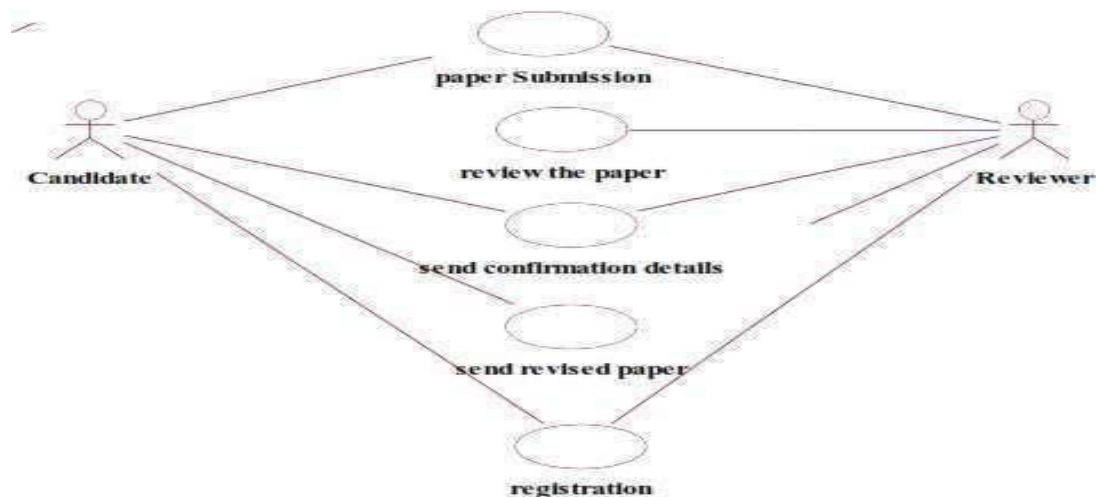 paper Submission
review the paper
Candidate
Reviewer
send confirmation details
send revised paper
registration